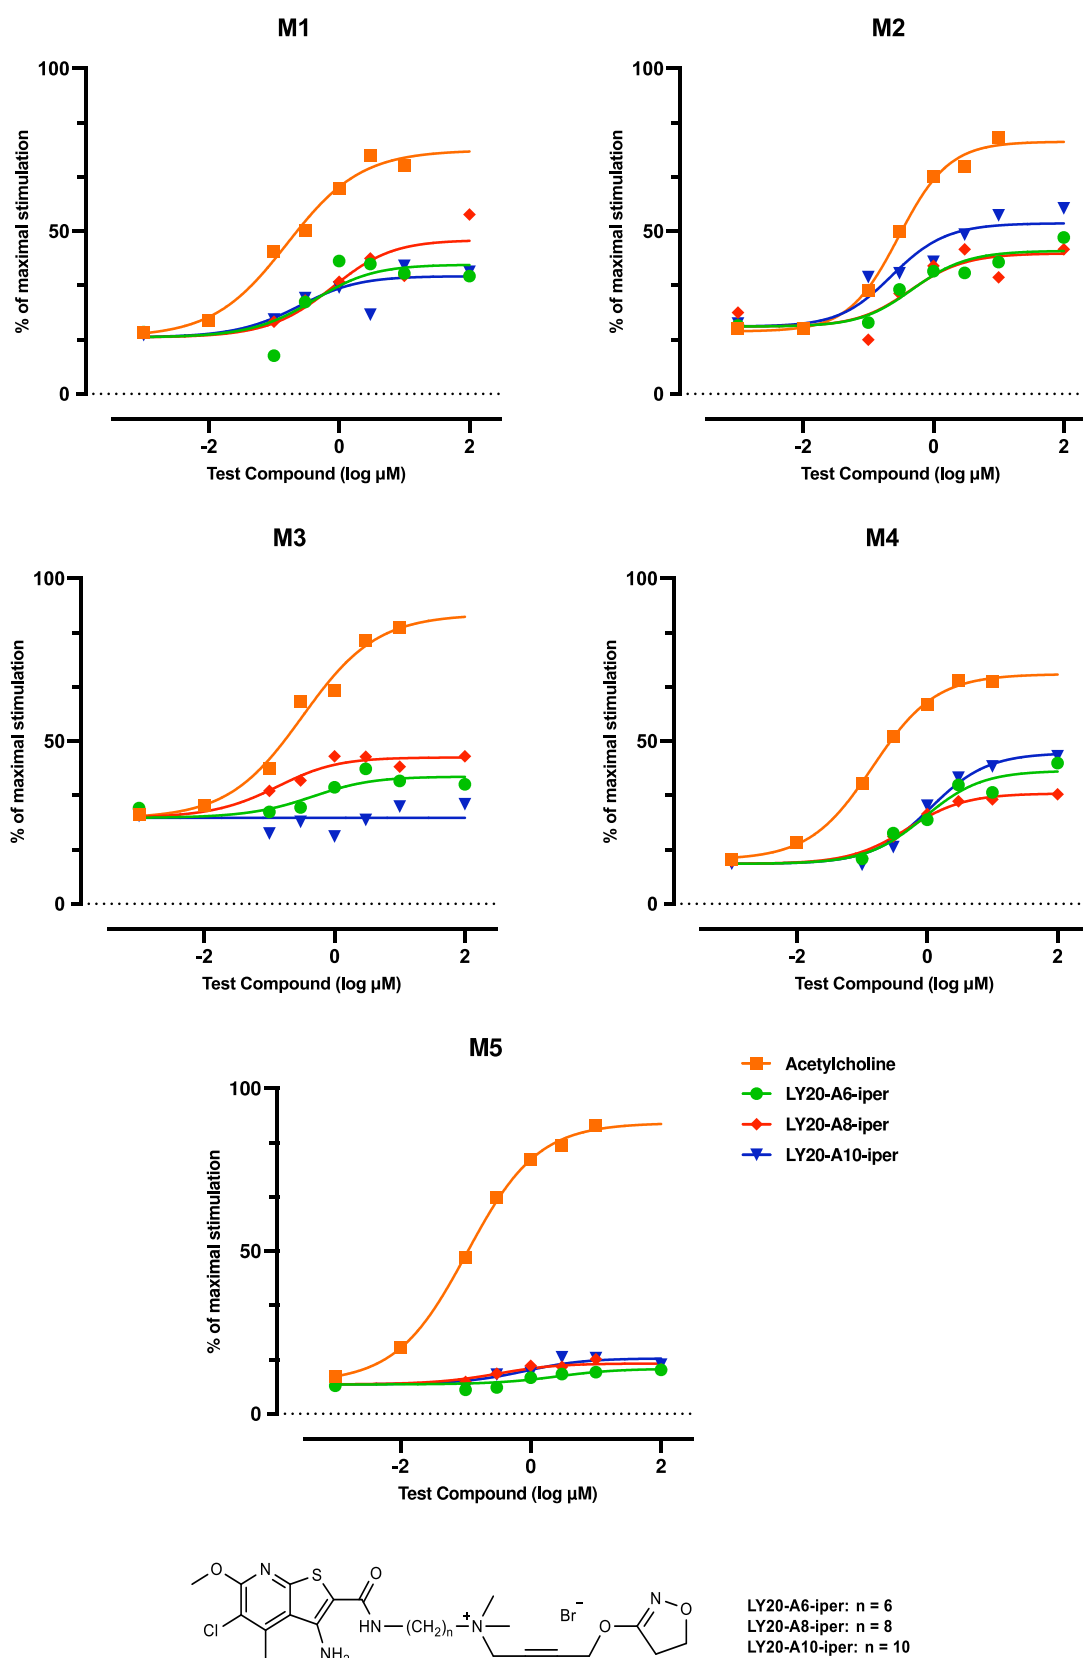 M1
100
50
0
% of maximal stimulation
-2 0 2
Test Compound (log µM)
M2
100
50
0
% of maximal stimulation
-2 0 2
Test Compound (log µM)
M3
100
50
0
% of maximal stimulation
-2 0 2
Test Compound (log µM)
M4
100
50
0
% of maximal stimulation
-2 0 2
Test Compound (log µM)
M5
100
50
0
% of maximal stimulation
-2 0 2
Test Compound (log µM)
Acetylcholine
LY20-A6-iper
LY20-A8-iper
LY20-A10-iper
O N S O
Cl NH₂ HN (CH₂)n N + Br⁻ O N O
LY20-A6-iper: n = 6
LY20-A8-iper: n = 8
LY20-A10-iper: n = 10